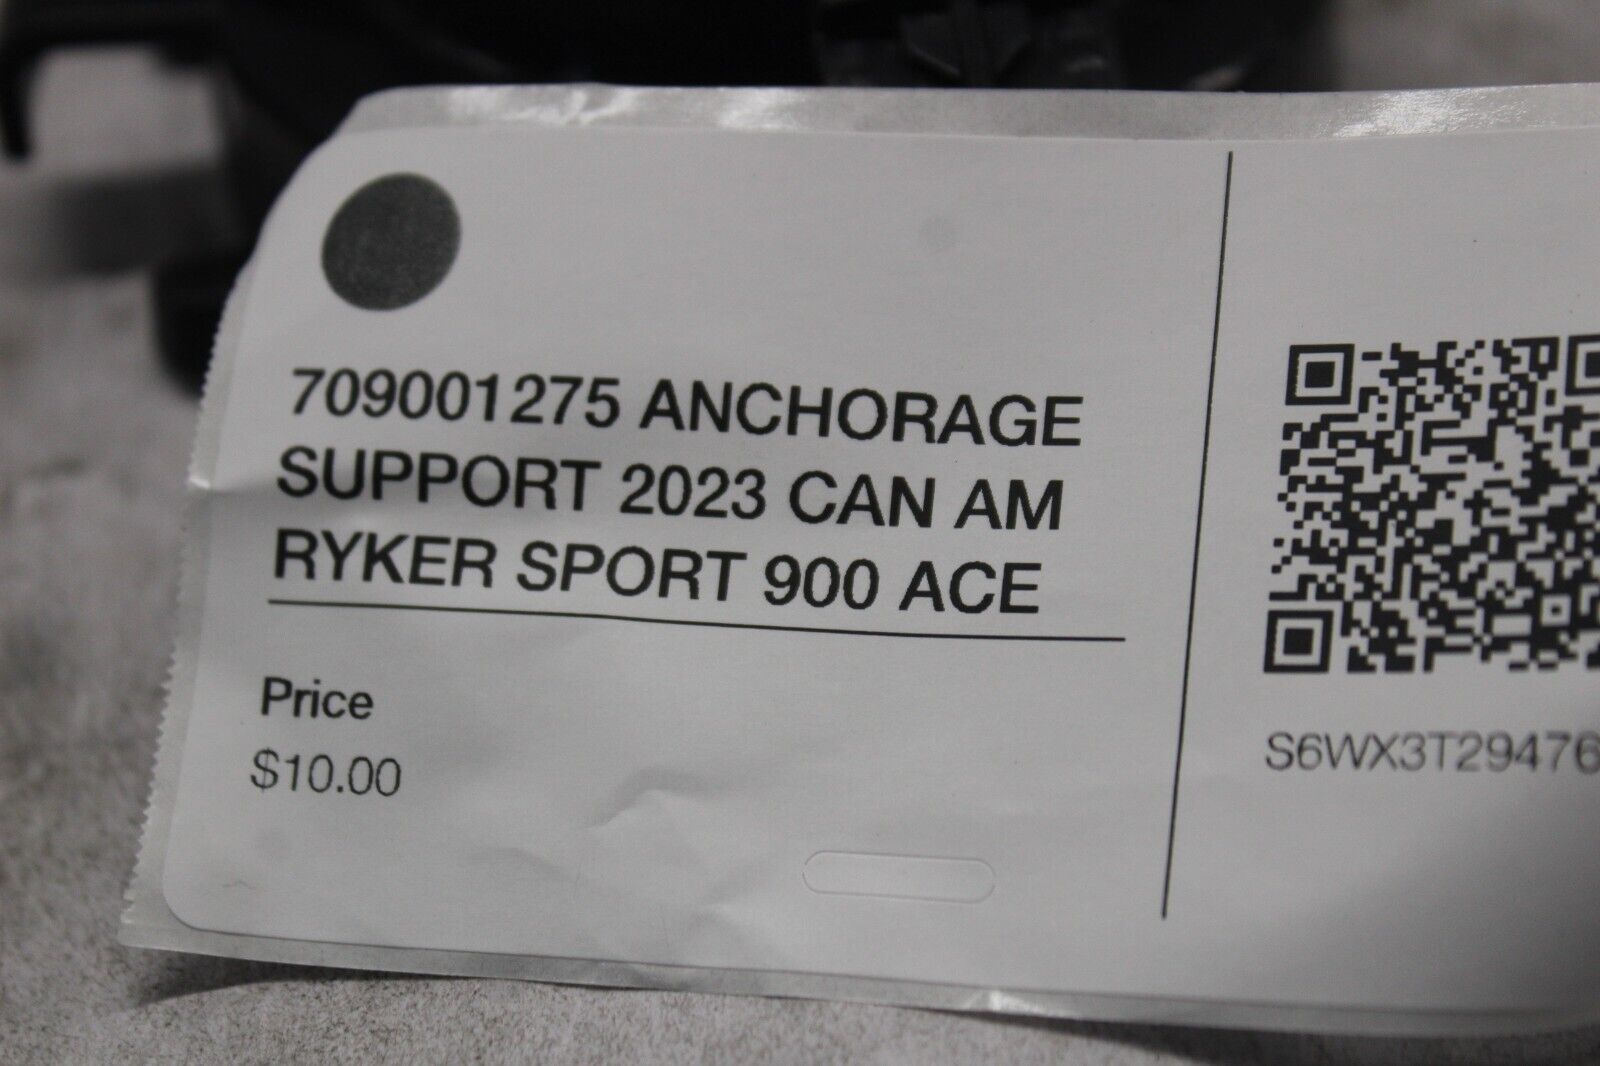 709001275 ANCHORAGE
SUPPORT 2023 CAN AM
RYKER SPORT 900 ACE
Price
$10.00
S6WX3T29476